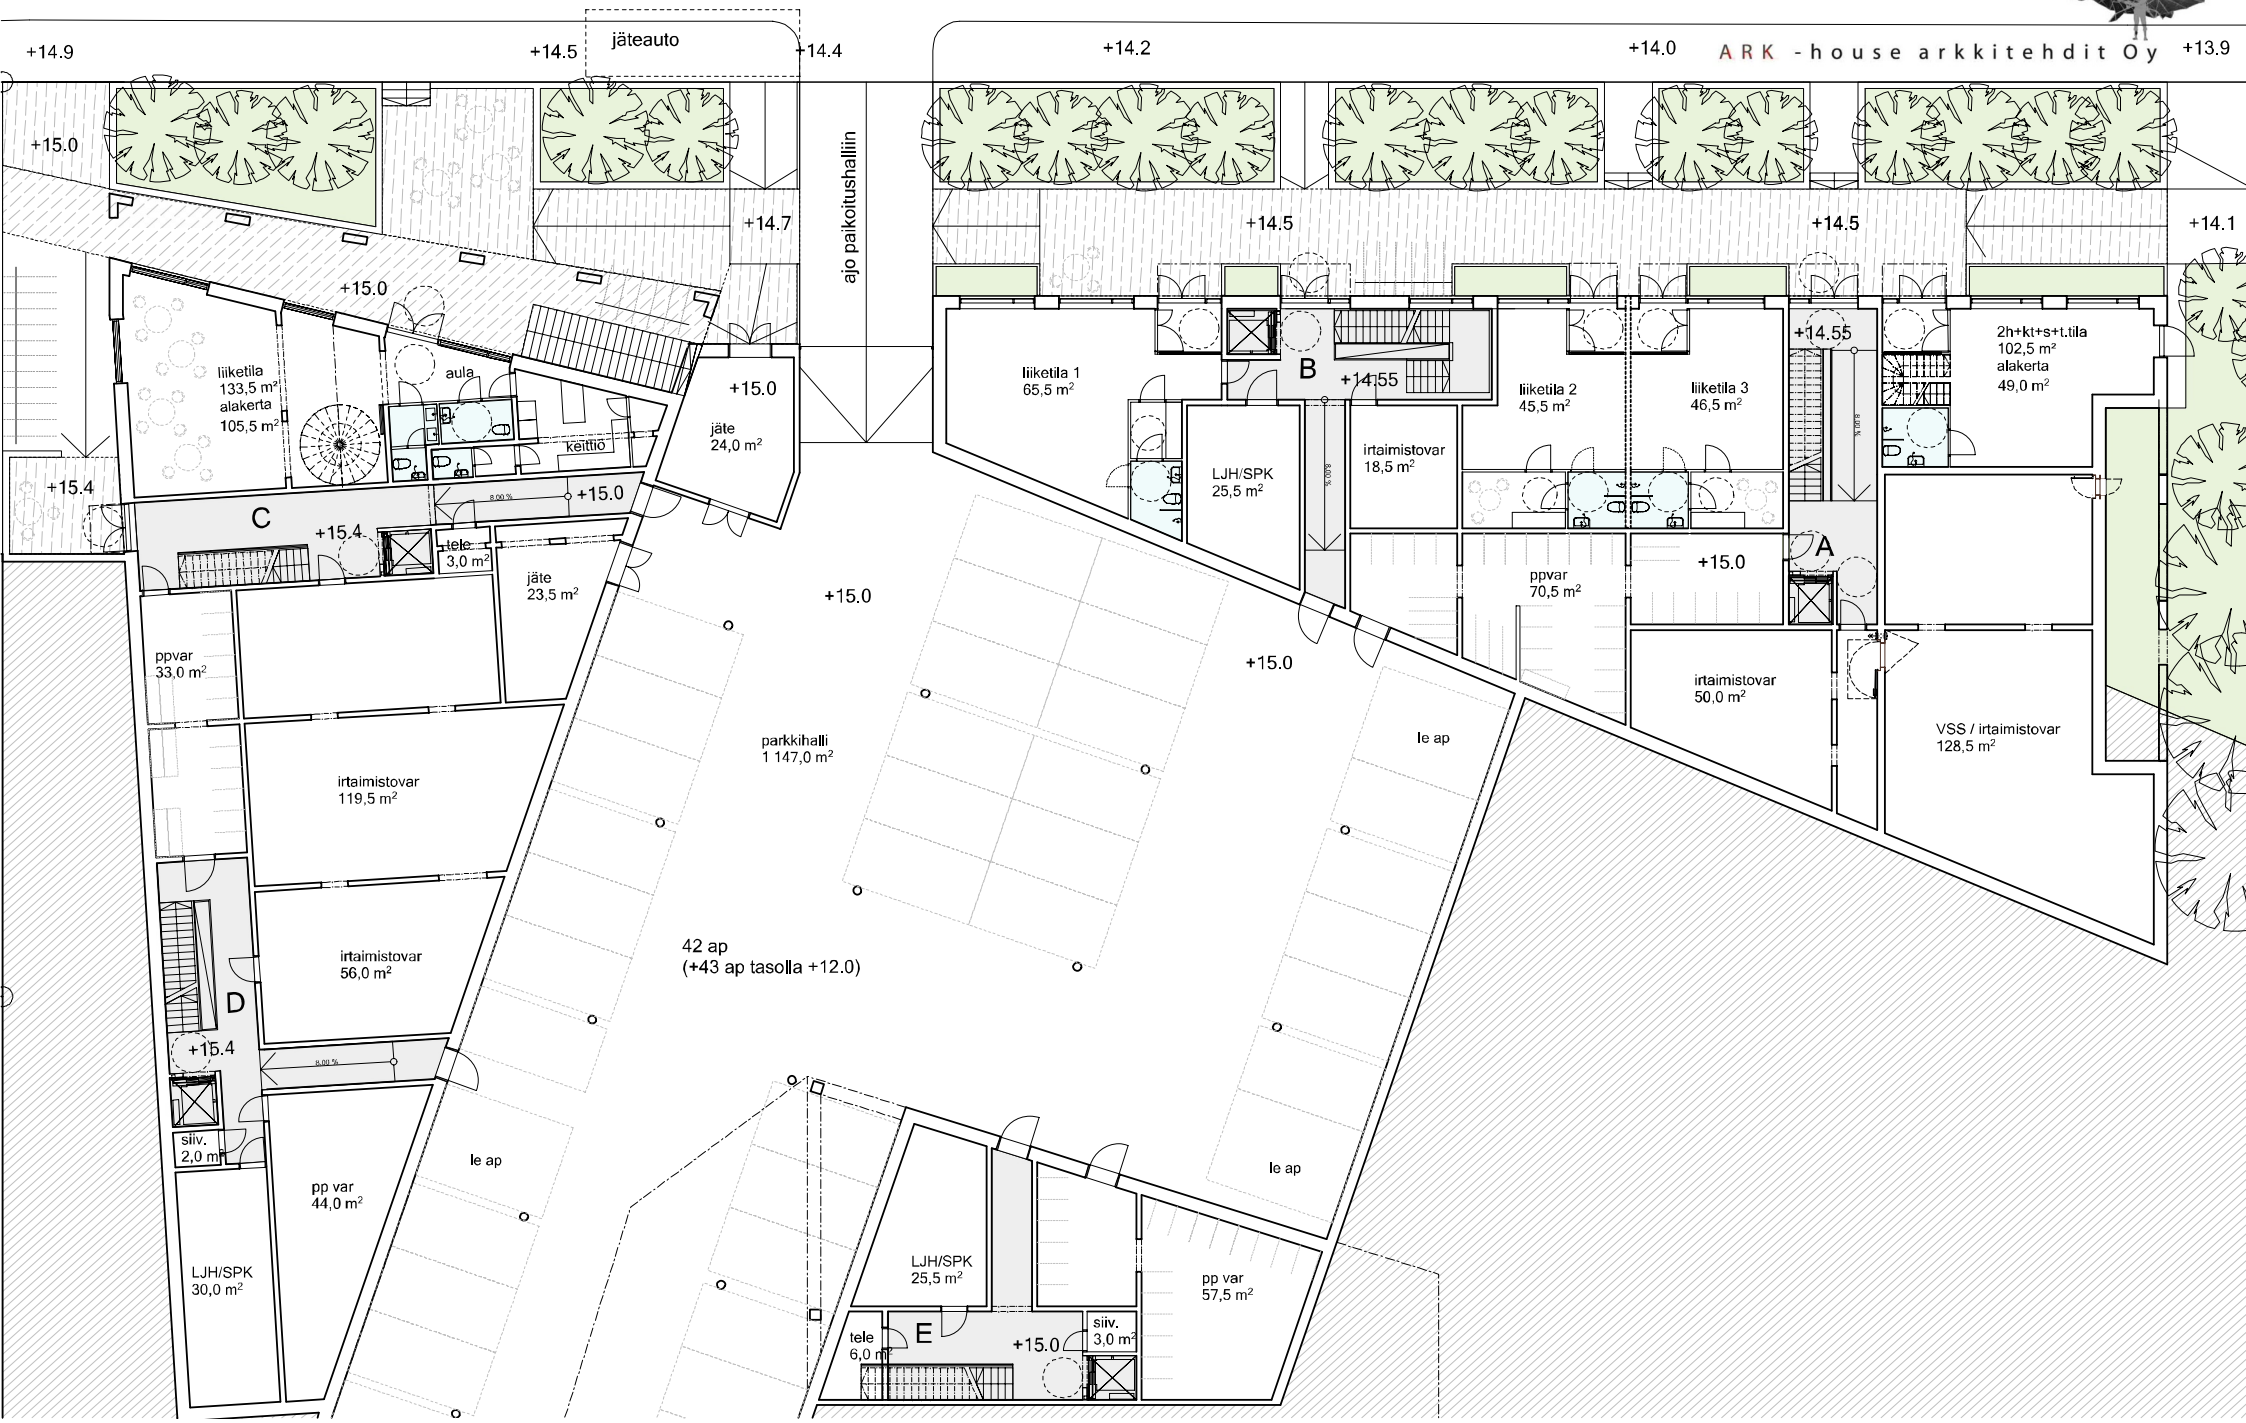 +14.9
+14.5
jäteauto
+14.4
+14.2
+14.0
ARK -house arkkitehdit Oy
+13.9
+15.0
ajo paikoitushalliin
+14.7
+14.5
+14.5
+14.1
+15.0
liiketila
133,5 m²
alakerta
105,5 m²
aula
keittiö
+15.0
jäte
24,0 m²
liiketila 1
65,5 m²
B
+14.55
liiketila 2
45,5 m²
liiketila 3
46,5 m²
+14.55
2h+kt+s+t.tila
102,5 m²
alakerta
49,0 m²
8.00 %
8.00 %
irtaimistovar
18,5 m²
LJH/SPK
25,5 m²
+15.4
C
+15.4
8.00 %
+15.0
tele
3,0 m²
jäte
23,5 m²
A
ppvar
70,5 m²
+15.0
+15.0
+15.0
ppvar
33,0 m²
irtaimistovar
50,0 m²
parkkihalli
1 147,0 m²
le ap
VSS / irtaimistovar
128,5 m²
irtaimistovar
119,5 m²
42 ap
(+43 ap tasolla +12.0)
irtaimistovar
56,0 m²
D
+15.4
8.00 %
siiv.
2,0 m²
le ap
le ap
pp var
44,0 m²
LJH/SPK
30,0 m²
LJH/SPK
25,5 m²
pp var
57,5 m²
tele
6,0 m²
E
+15.0
siiv.
3,0 m²